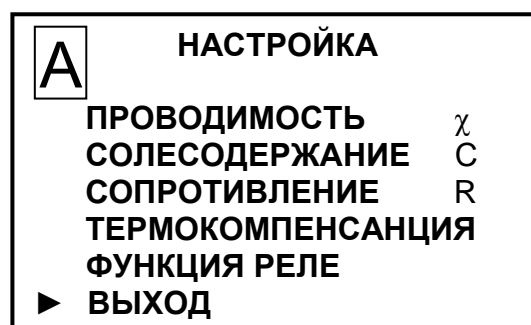 А НАСТРОЙКА
ПРОВОДИМОСТЬ χ
СОЛЕСОДЕРЖАНИЕ С
СОПРОТИВЛЕНИЕ R
ТЕРМОКОМПЕНСАНЦИЯ
ФУНКЦИЯ РЕЛЕ
► ВЫХОД